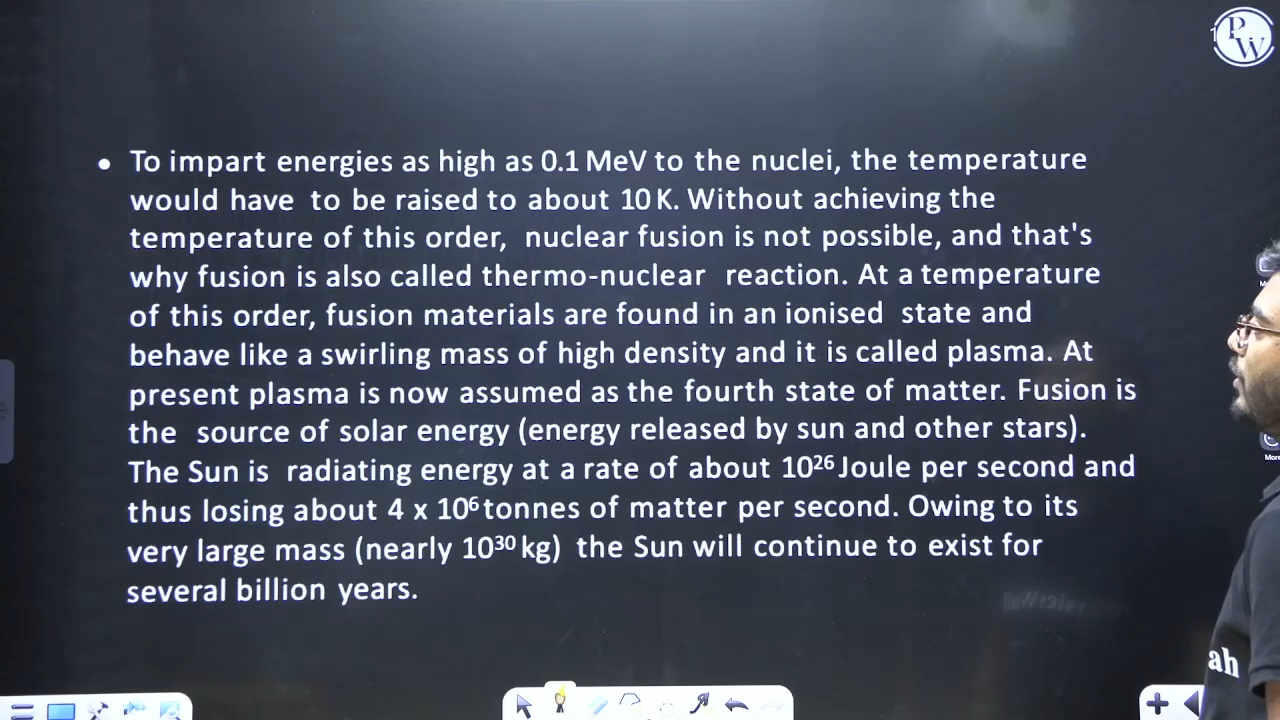 PW
• To impart energies as high as 0.1 MeV to the nuclei, the temperature
would have to be raised to about 10 K. Without achieving the
temperature of this order, nuclear fusion is not possible, and that's
why fusion is also called thermo-nuclear reaction. At a temperature
of this order, fusion materials are found in an ionised state and
behave like a swirling mass of high density and it is called plasma. At
present plasma is now assumed as the fourth state of matter. Fusion is
the source of solar energy (energy released by sun and other stars).
The Sun is radiating energy at a rate of about 10²⁶ Joule per second and
thus losing about 4 x 10⁶ tonnes of matter per second. Owing to its
very large mass (nearly 10³⁰ kg) the Sun will continue to exist for
several billion years.
More
ah